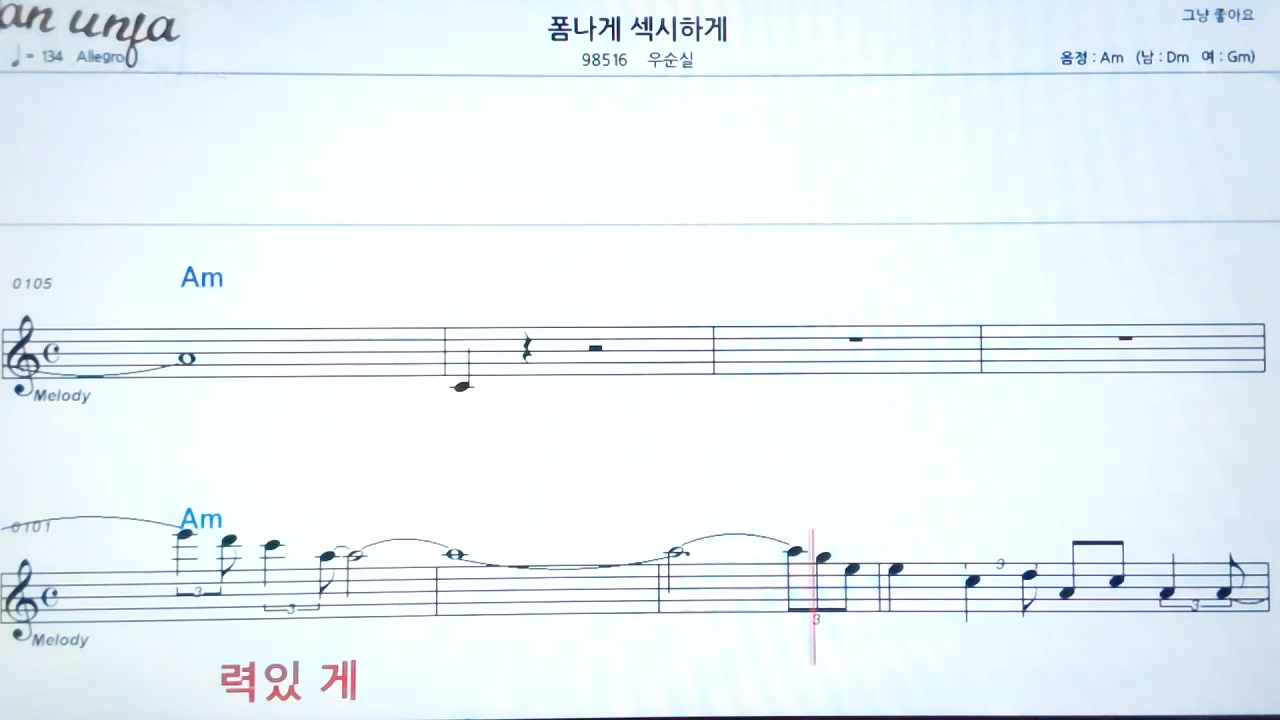 an unja
폼나게 섹시하게
그냥 좋아요
♩= 134 Allegro
98516 우순실
음정 : Am (남 : Dm 여 : Gm)
Am
0105
Melody
Am
0101
3
3
3
3
3
Melody
력있 게